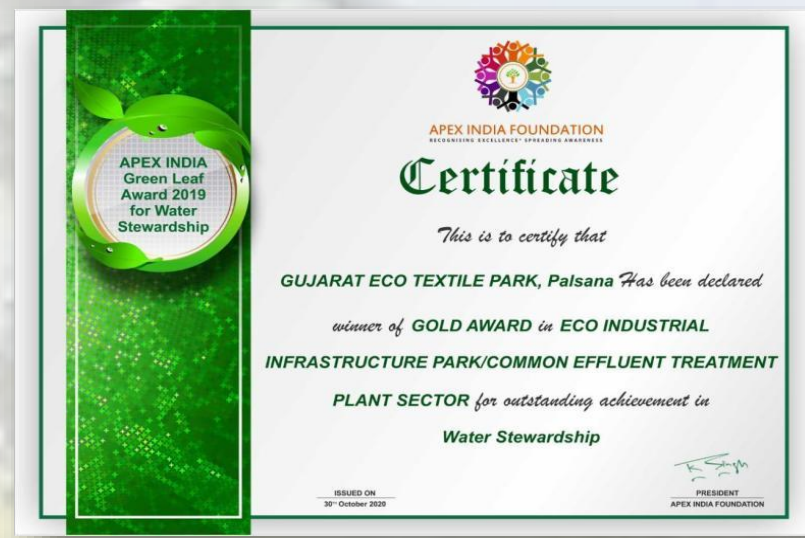 APEX INDIA
Green Leaf
Award 2019
for Water
Stewardship
APEX INDIA FOUNDATION
RECOGNISING EXCELLENCE* SPREADING AWARENESS
Certificate
This is to certify that
GUJARAT ECO TEXTILE PARK, Palsana Has been declared
winner of GOLD AWARD in ECO INDUSTRIAL
INFRASTRUCTURE PARK/COMMON EFFLUENT TREATMENT
PLANT SECTOR for outstanding achievement in
Water Stewardship
K Singh
ISSUED ON
30th October 2020
PRESIDENT
APEX INDIA FOUNDATION